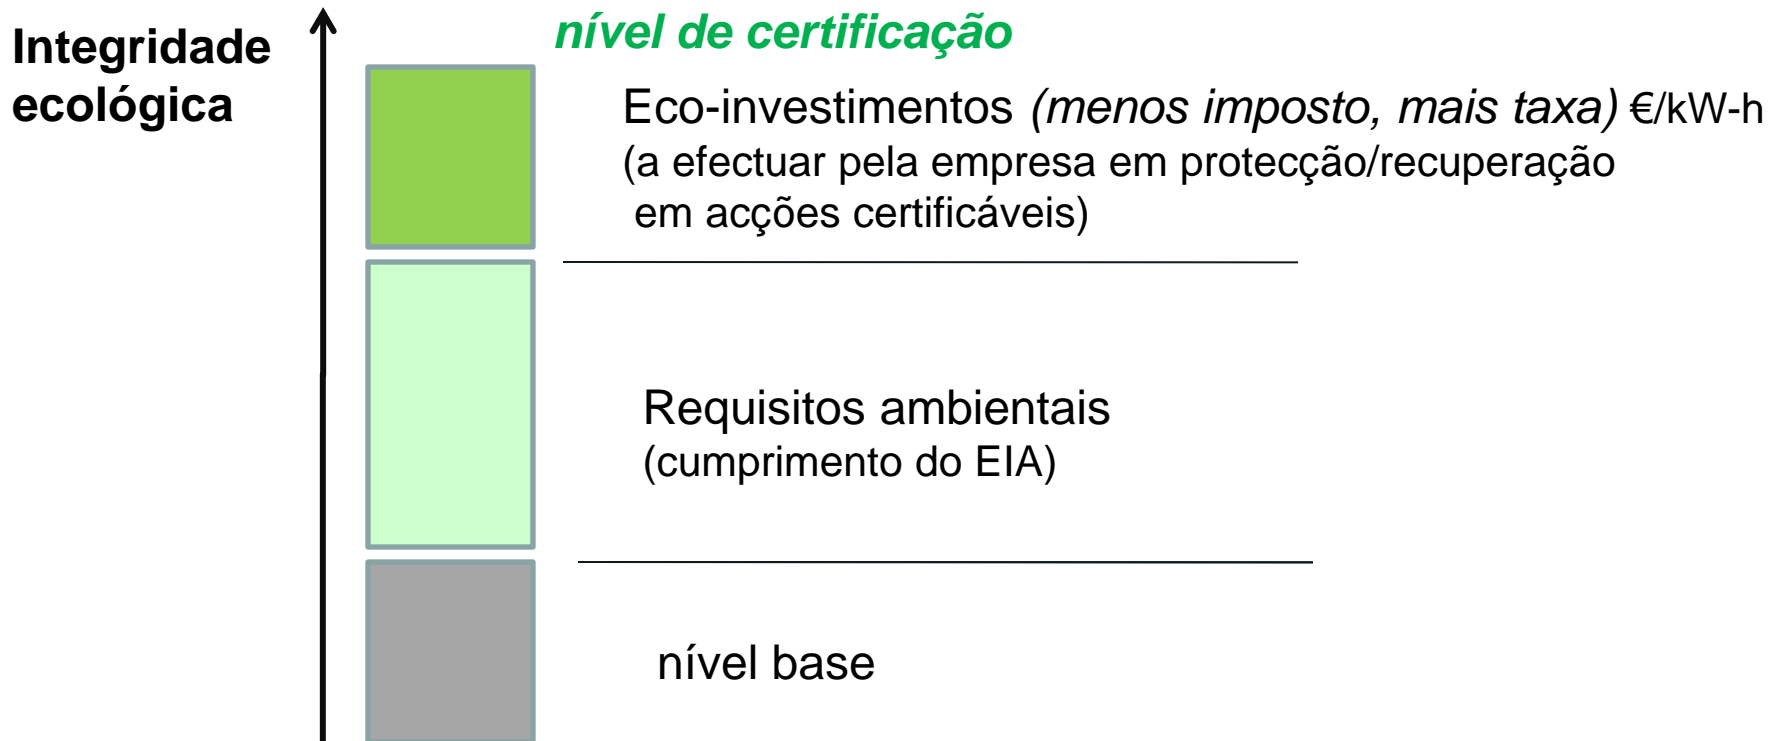 Integridade
ecológica
nível de certificação
Eco-investimentos (menos imposto, mais taxa) €/kW-h
(a efectuar pela empresa em protecção/recuperação
em acções certificáveis)
Requisitos ambientais
(cumprimento do EIA)
nível base